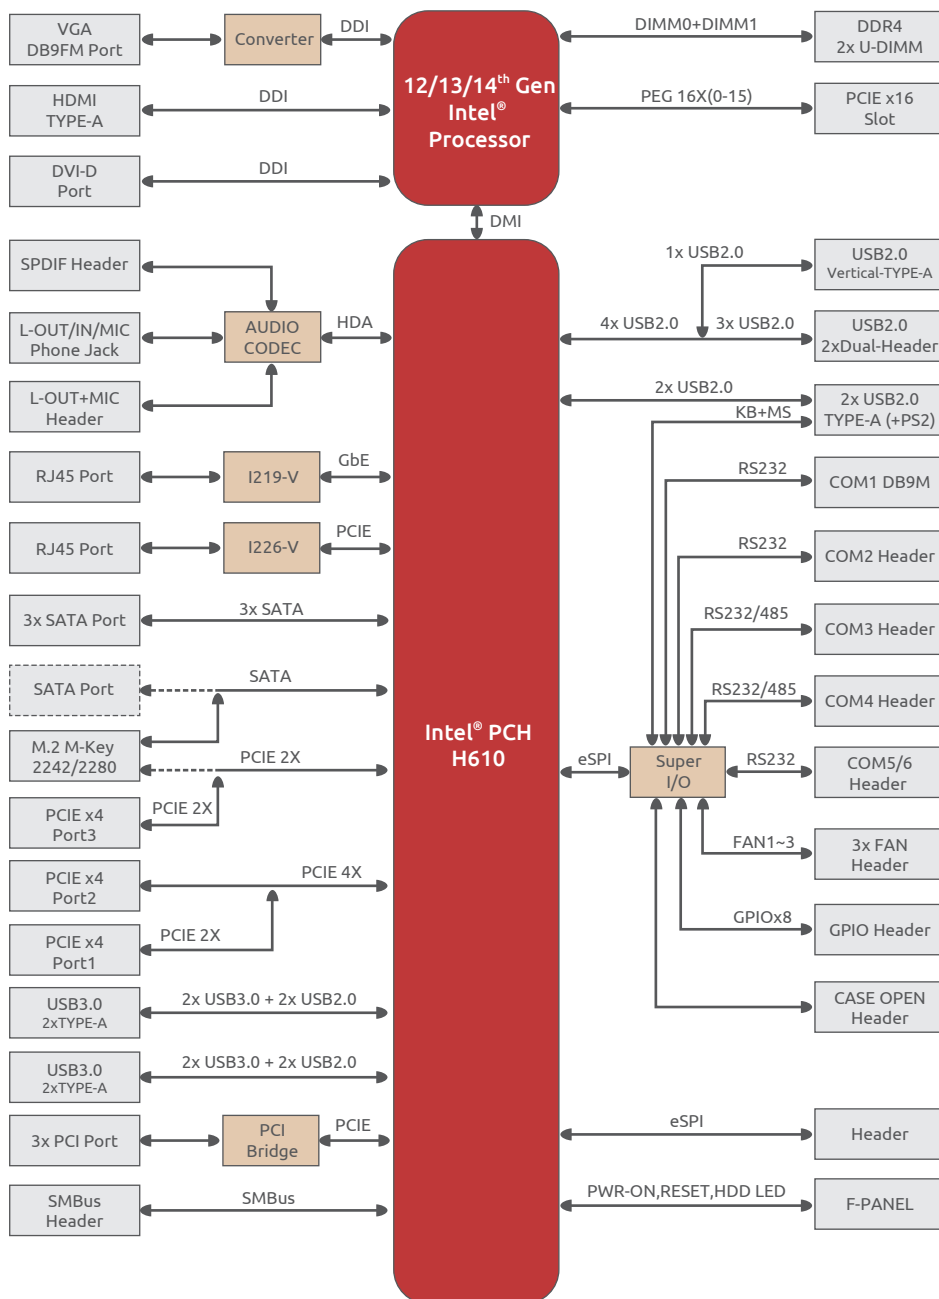 VGA
DB9FM Port
Converter
DDI
HDMI
TYPE-A
DDI
DVI-D
Port
DDI
12/13/14th Gen
Intel®
Processor
DIMM0+DIMM1
DDR4
2x U-DIMM
PEG 16X(0-15)
PCIE x16
Slot
DMI
SPDIF Header
L-OUT/IN/MIC
Phone Jack
AUDIO
CODEC
HDA
L-OUT+MIC
Header
RJ45 Port
I219-V
GbE
RJ45 Port
I226-V
PCIE
3x SATA Port
3x SATA
SATA Port
SATA
M.2 M-Key
2242/2280
PCIE 2X
PCIE x4
Port3
PCIE 2X
PCIE x4
Port2
PCIE 4X
PCIE x4
Port1
PCIE 2X
USB3.0
2xTYPE-A
2x USB3.0 + 2x USB2.0
USB3.0
2xTYPE-A
2x USB3.0 + 2x USB2.0
3x PCI Port
PCI
Bridge
PCIE
SMBus
Header
SMBus
Intel® PCH
H610
1x USB2.0
USB2.0
Vertical-TYPE-A
4x USB2.0
3x USB2.0
USB2.0
2xDual-Header
2x USB2.0
KB+MS
2x USB2.0
TYPE-A (+PS2)
RS232
COM1 DB9M
RS232
COM2 Header
RS232/485
COM3 Header
RS232/485
COM4 Header
eSPI
Super
I/O
RS232
COM5/6
Header
FAN1~3
3x FAN
Header
GPIOx8
GPIO Header
CASE OPEN
Header
eSPI
Header
PWR-ON,RESET,HDD LED
F-PANEL